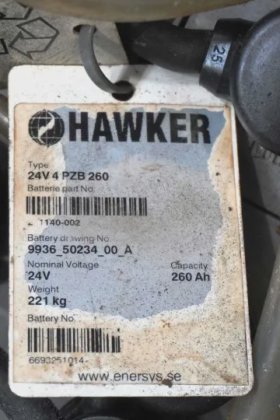 25
HAWKER
Type
24V 4 PZB 260
Batterie part No.
1140-002
Battery drawing No.
9936_50234_00_A
Nominal Voltage Capacity
24V 260 Ah
Weight
221 kg
Battery No.
6693251014
www.enersys.se